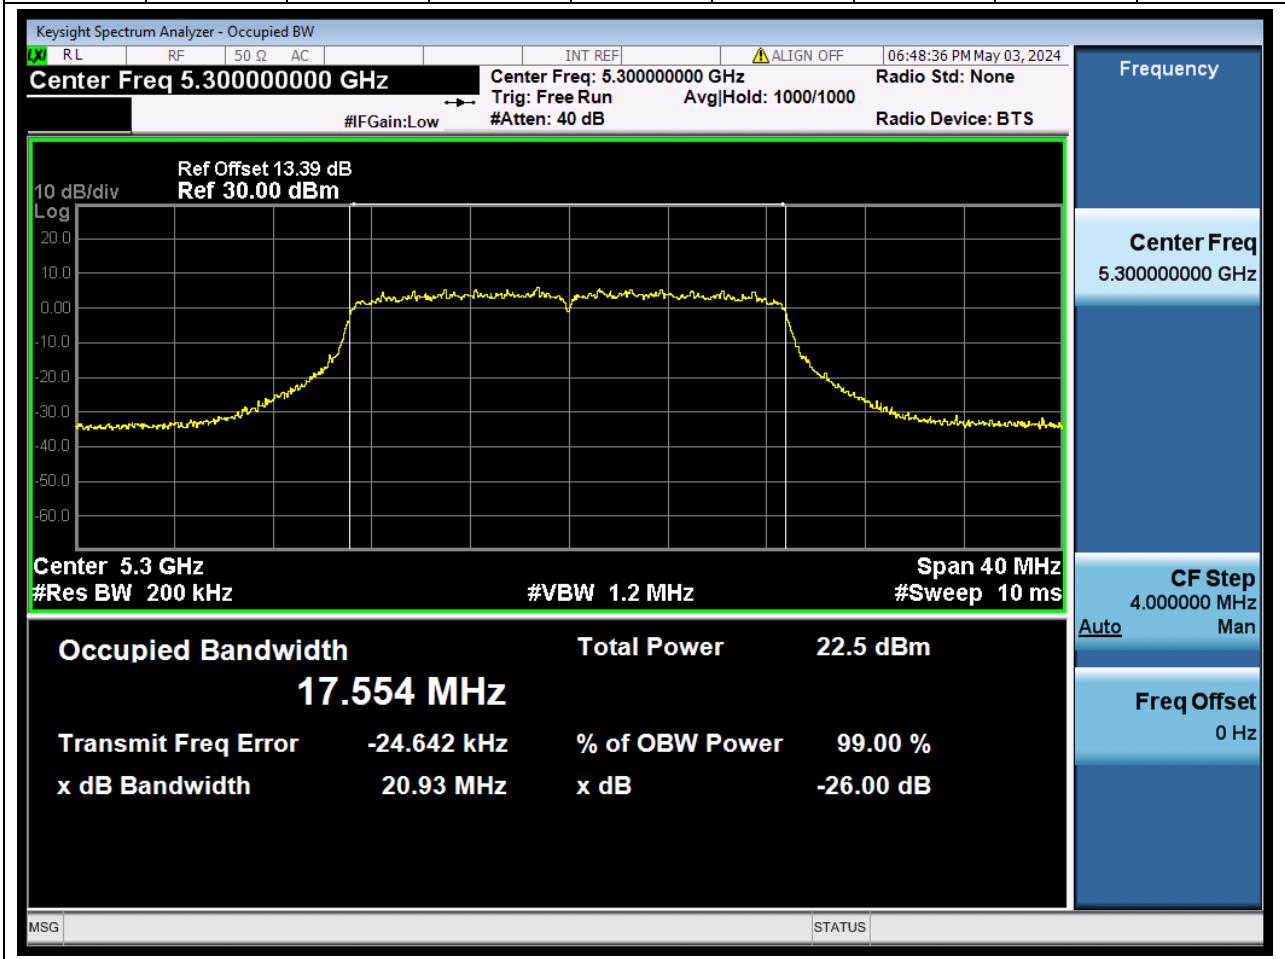 Keysight Spectrum Analyzer - Occupied BW
LXI RL RF 50 Ω AC INT REF ALIGN OFF 06:48:36 PM May 03, 2024
Center Freq 5.300000000 GHz
#IFGain:Low
Center Freq: 5.300000000 GHz
Trig: Free Run Avg|Hold: 1000/1000
#Atten: 40 dB
Radio Std: None
Radio Device: BTS
Ref Offset 13.39 dB
10 dB/div Ref 30.00 dBm
Log
20.0
10.0
0.00
-10.0
-20.0
-30.0
-40.0
-50.0
-60.0
Center 5.3 GHz Span 40 MHz
#Res BW 200 kHz #VBW 1.2 MHz #Sweep 10 ms
Occupied Bandwidth Total Power 22.5 dBm
17.554 MHz
Transmit Freq Error -24.642 kHz % of OBW Power 99.00 %
x dB Bandwidth 20.93 MHz x dB -26.00 dB
MSG STATUS
Frequency
Center Freq
5.300000000 GHz
CF Step
4.000000 MHz
Auto Man
Freq Offset
0 Hz